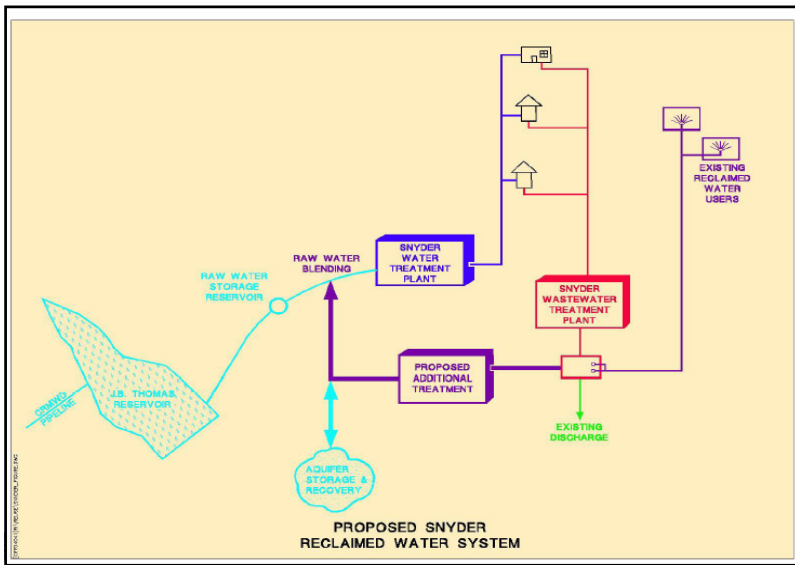 EXISTING
RECLAIMED
WATER
USERS
RAW WATER
BLENDING
SNYDER
WATER
TREATMENT
PLANT
RAW WATER
STORAGE
RESERVOIR
SNYDER
WASTEWATER
TREATMENT
PLANT
PROPOSED
ADDITIONAL
TREATMENT
J.B. THOMAS
RESERVOIR
CRMWD
PIPELINE
EXISTING
DISCHARGE
AQUIFER
STORAGE &
RECOVERY
PROPOSED SNYDER
RECLAIMED WATER SYSTEM